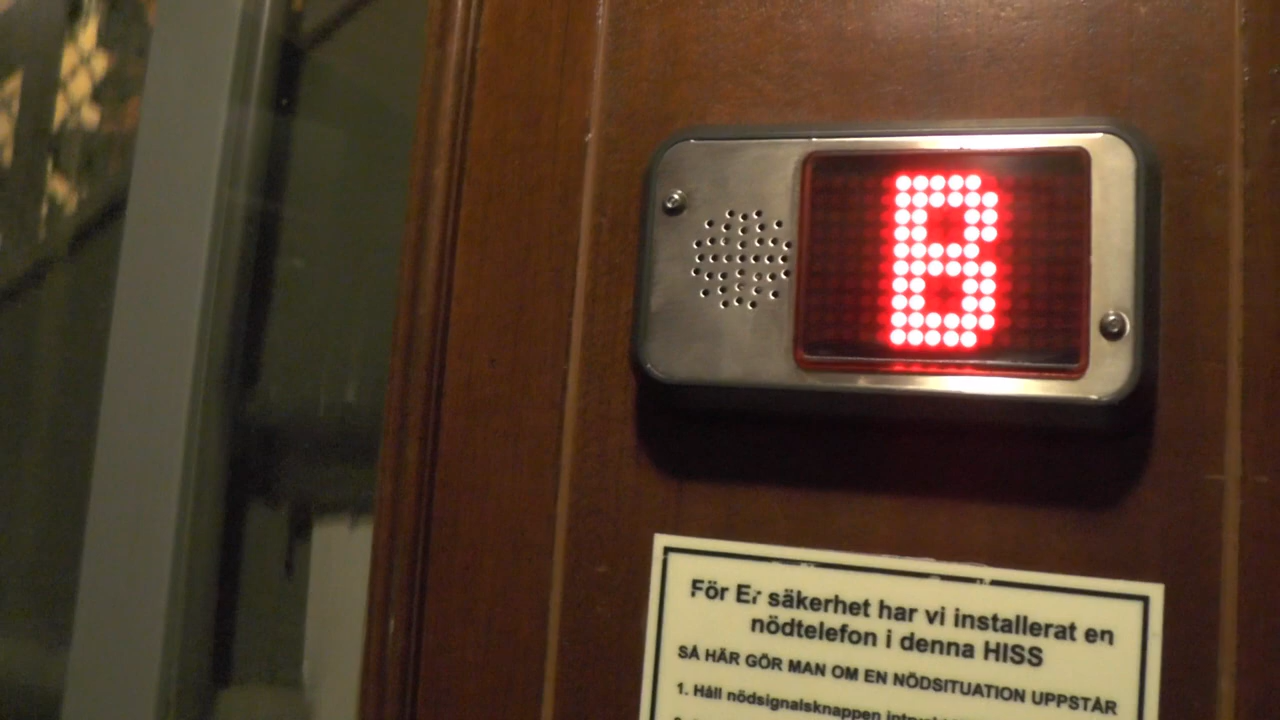 B
För Er säkerhet har vi installerat en
nödtelefon i denna HISS
SÅ HÄR GÖR MAN OM EN NÖDSITUATION UPPSTÅR
1. Håll nödsignalsknappen